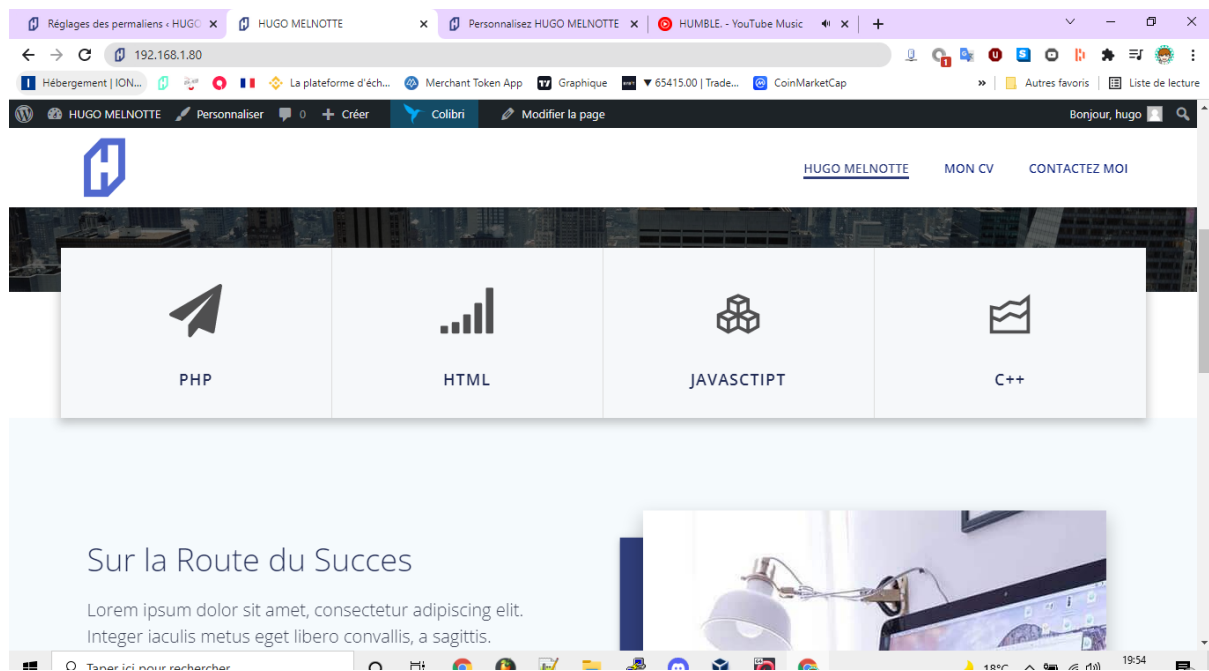 Réglages des permaliens ‹ HUGO
HUGO MELNOTTE
Personnalisez HUGO MELNOTTE
HUMBLE. - YouTube Music
192.168.1.80
Hébergement | ION...
La plateforme d'éch...
Merchant Token App
Graphique
▼ 65415.00 | Trade...
CoinMarketCap
»
Autres favoris
Liste de lecture
HUGO MELNOTTE
Personnaliser
0
+ Créer
Colibri
Modifier la page
Bonjour, hugo
HUGO MELNOTTE
MON CV
CONTACTEZ MOI
PHP
HTML
JAVASCTIPT
C++
Sur la Route du Succes
Lorem ipsum dolor sit amet, consectetur adipiscing elit.
Integer iaculis metus eget libero convallis, a sagittis.
Taper ici pour rechercher
18°C
19:54